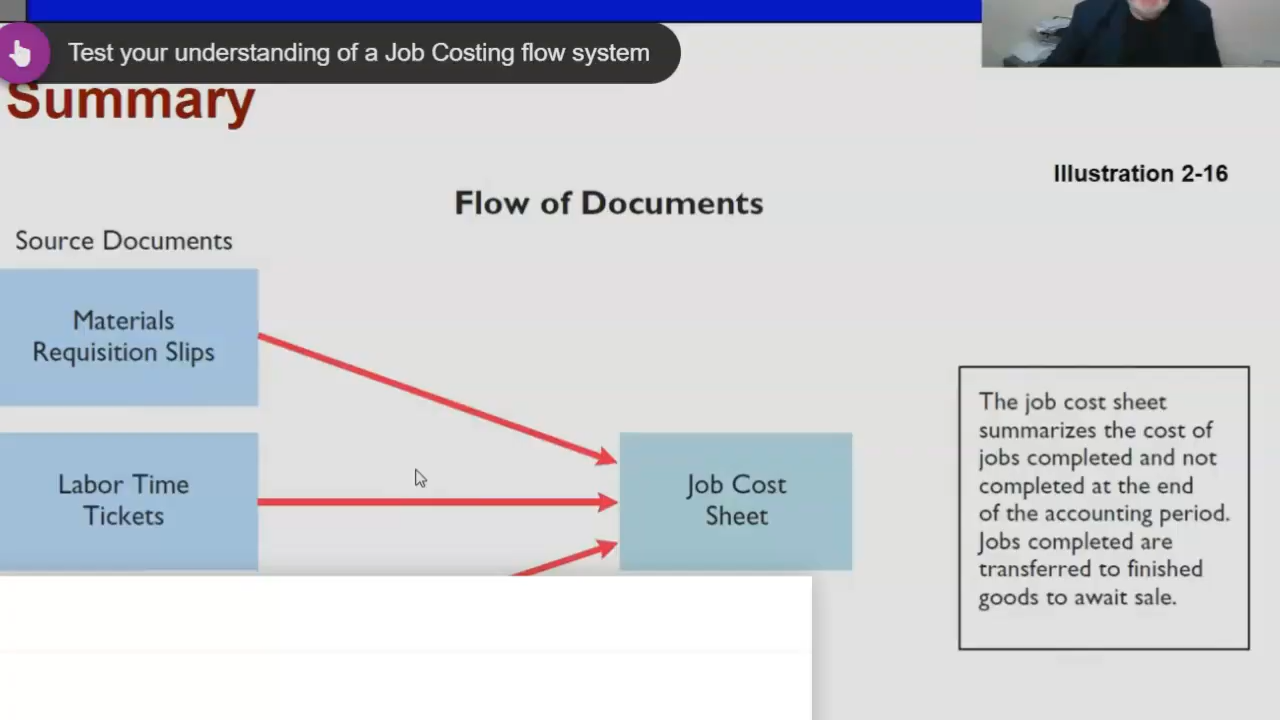 Test your understanding of a Job Costing flow system
Summary
Illustration 2-16
Flow of Documents
Source Documents
Materials
Requisition Slips
Labor Time
Tickets
Job Cost
Sheet
The job cost sheet
summarizes the cost of
jobs completed and not
completed at the end
of the accounting period.
Jobs completed are
transferred to finished
goods to await sale.